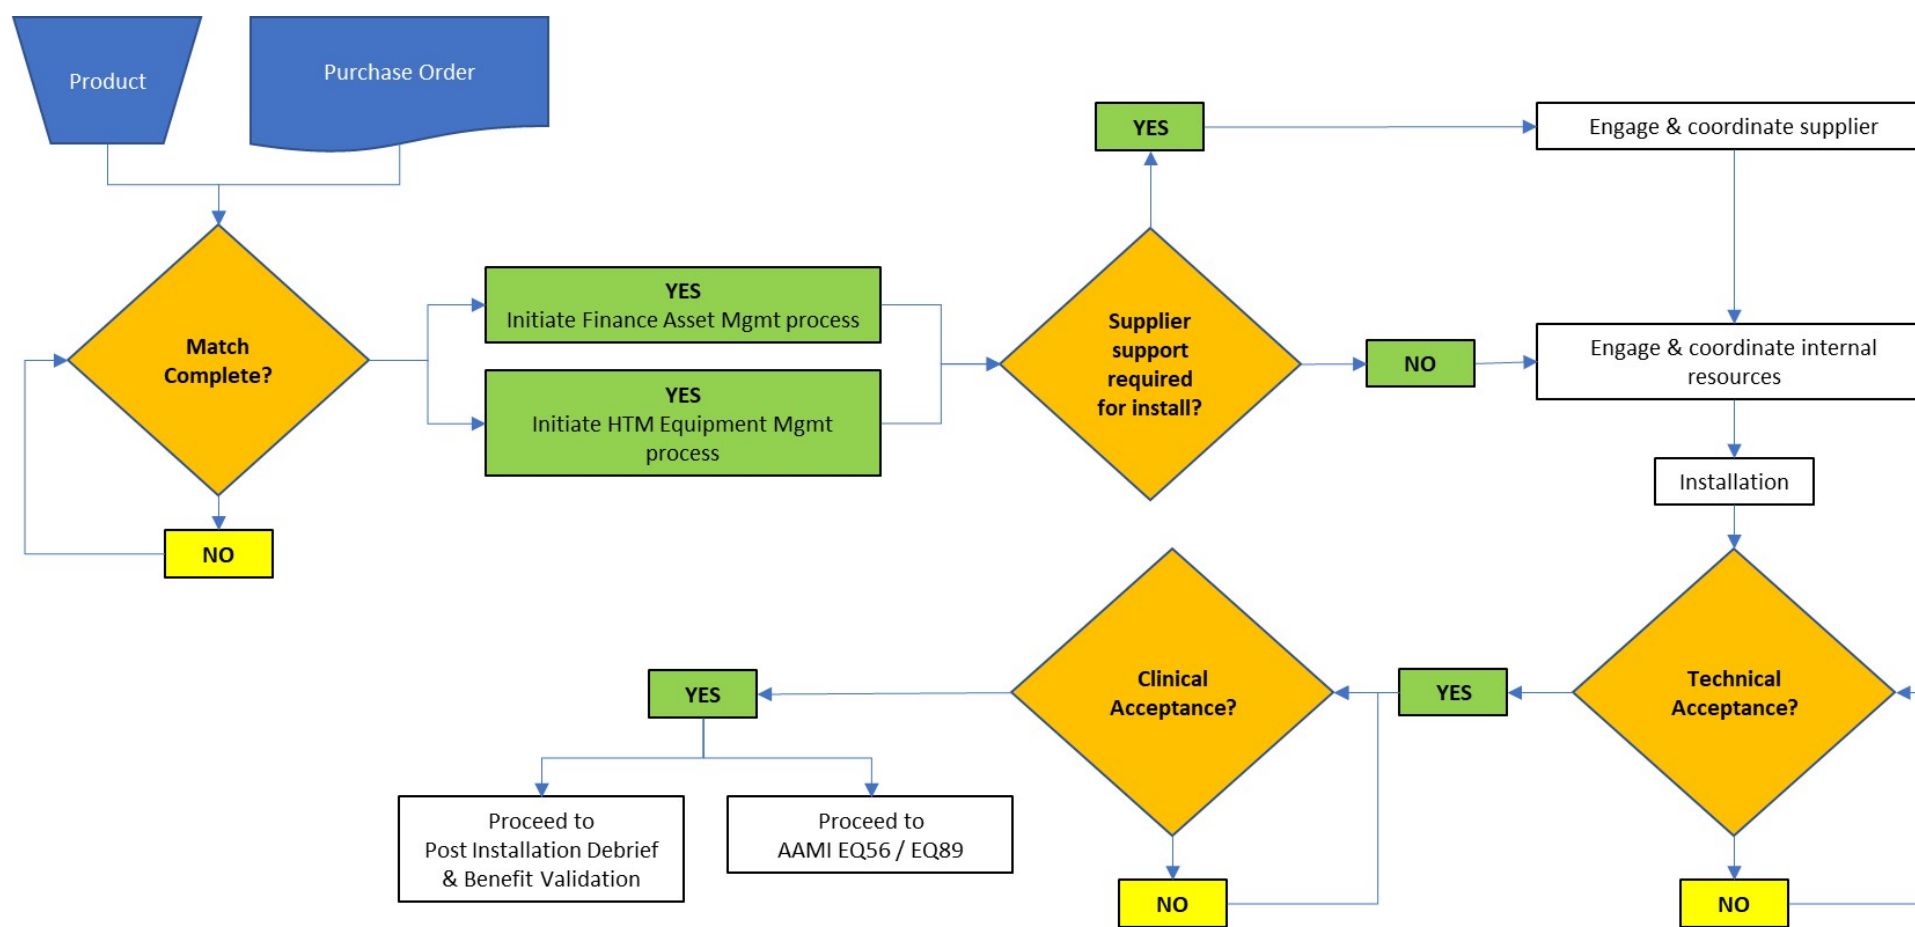 Product
Purchase Order
YES
Engage & coordinate supplier
Match
Complete?
YES
Initiate Finance Asset Mgmt process
YES
Initiate HTM Equipment Mgmt
process
Supplier
support
required
for install?
NO
Engage & coordinate internal
resources
Installation
NO
Technical
Acceptance?
YES
NO
Clinical
Acceptance?
NO
YES
Proceed to
Post Installation Debrief
& Benefit Validation
Proceed to
AAMI EQ56 / EQ89